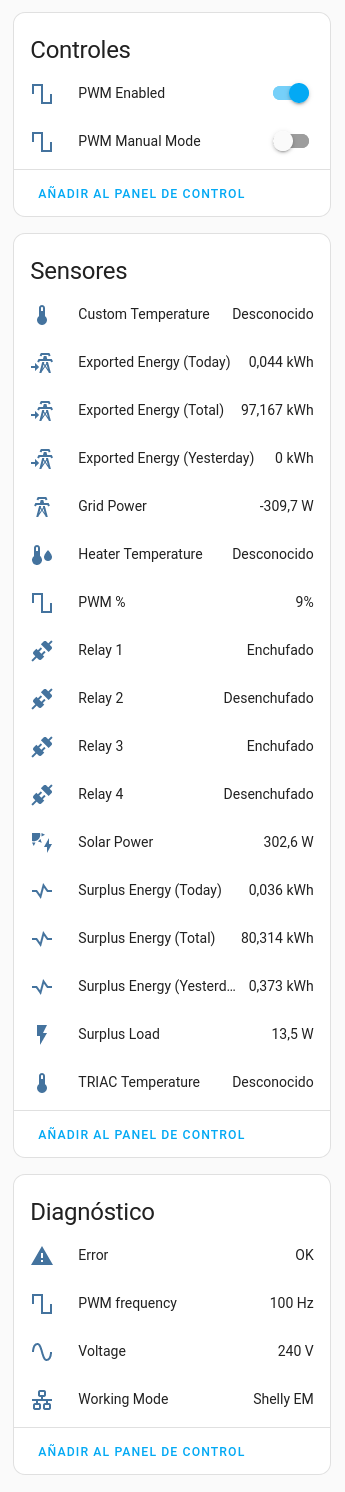 Controles
PWM Enabled
PWM Manual Mode
AÑADIR AL PANEL DE CONTROL
Sensores
Custom Temperature Desconocido
Exported Energy (Today) 0,044 kWh
Exported Energy (Total) 97,167 kWh
Exported Energy (Yesterday) 0 kWh
Grid Power -309,7 W
Heater Temperature Desconocido
PWM % 9%
Relay 1 Enchufado
Relay 2 Desenchufado
Relay 3 Enchufado
Relay 4 Desenchufado
Solar Power 302,6 W
Surplus Energy (Today) 0,036 kWh
Surplus Energy (Total) 80,314 kWh
Surplus Energy (Yesterd… 0,373 kWh
Surplus Load 13,5 W
TRIAC Temperature Desconocido
AÑADIR AL PANEL DE CONTROL
Diagnóstico
Error OK
PWM frequency 100 Hz
Voltage 240 V
Working Mode Shelly EM
AÑADIR AL PANEL DE CONTROL